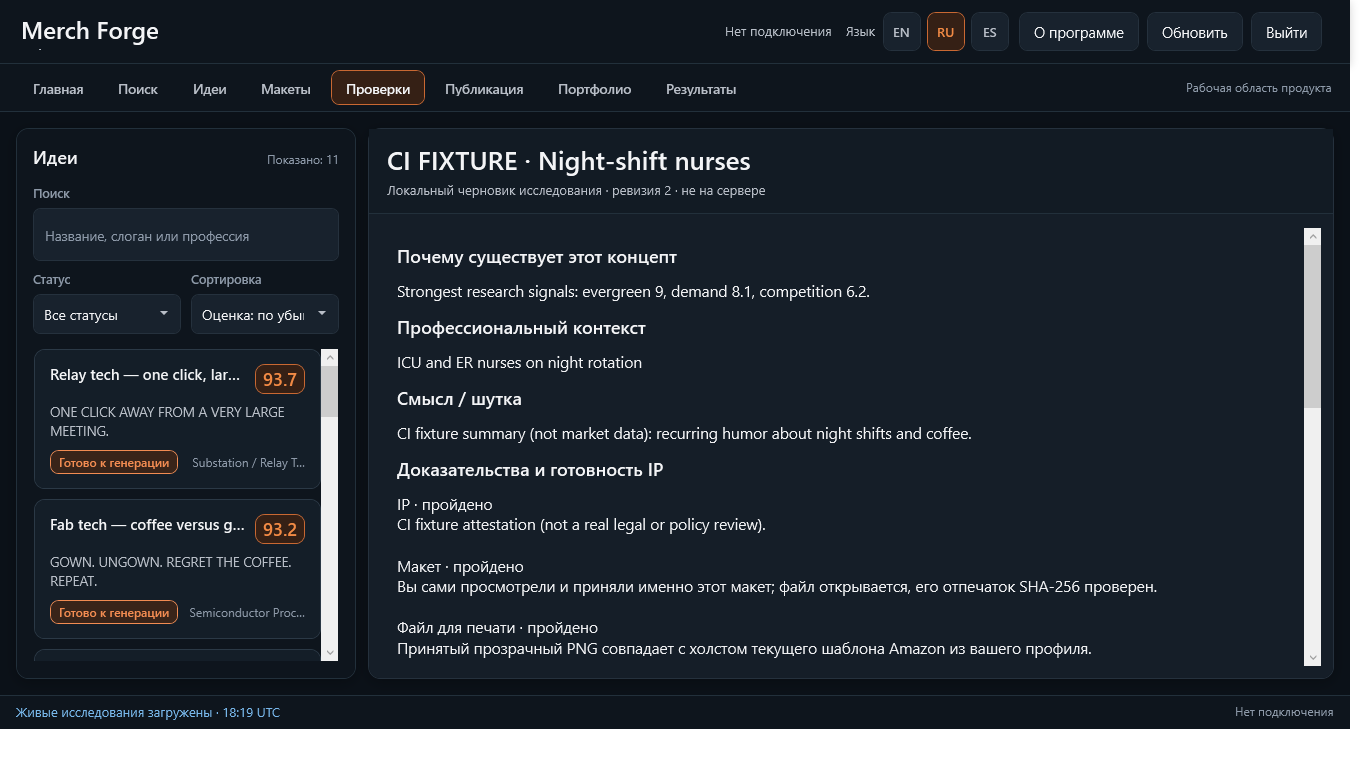 Merch Forge
Нет подключения
Язык
EN
RU
ES
О программе
Обновить
Выйти
Главная
Поиск
Идеи
Макеты
Проверки
Публикация
Портфолио
Результаты
Рабочая область продукта
Идеи
Показано: 11
Поиск
Название, слоган или профессия
Статус
Сортировка
Все статусы
Оценка: по убы
Relay tech — one click, lar...
93.7
ONE CLICK AWAY FROM A VERY LARGE
MEETING.
Готово к генерации
Substation / Relay T...
Fab tech — coffee versus g...
93.2
GOWN. UNGOWN. REGRET THE COFFEE.
REPEAT.
Готово к генерации
Semiconductor Proc...
CI FIXTURE · Night-shift nurses
Локальный черновик исследования · ревизия 2 · не на сервере
Почему существует этот концепт
Strongest research signals: evergreen 9, demand 8.1, competition 6.2.
Профессиональный контекст
ICU and ER nurses on night rotation
Смысл / шутка
CI fixture summary (not market data): recurring humor about night shifts and coffee.
Доказательства и готовность IP
IP · пройдено
CI fixture attestation (not a real legal or policy review).
Макет · пройдено
Вы сами просмотрели и приняли именно этот макет; файл открывается, его отпечаток SHA-256 проверен.
Файл для печати · пройдено
Принятый прозрачный PNG совпадает с холстом текущего шаблона Amazon из вашего профиля.
Живые исследования загружены · 18:19 UTC
Нет подключения